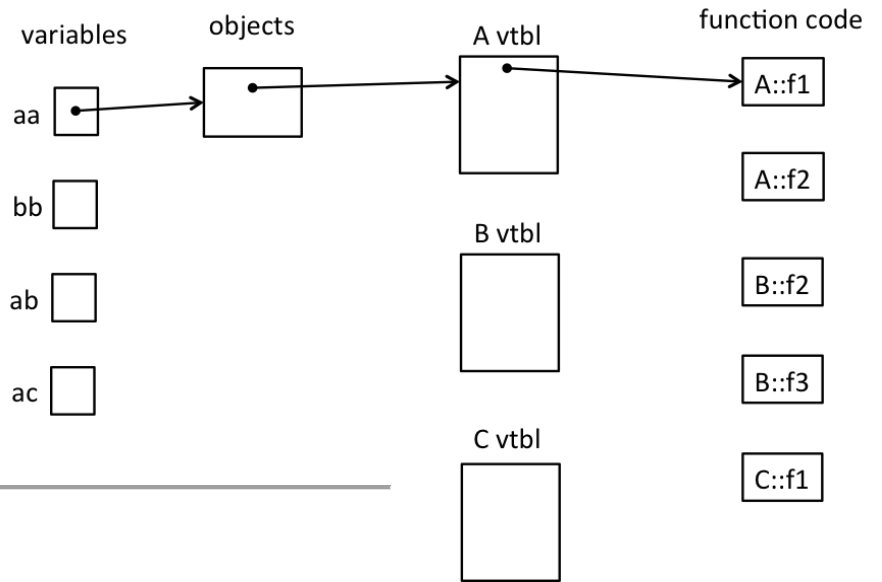 variables
objects
A vtbl
function code
aa
A::f1
bb
A::f2
B vtbl
ab
B::f2
ac
B::f3
C vtbl
C::f1